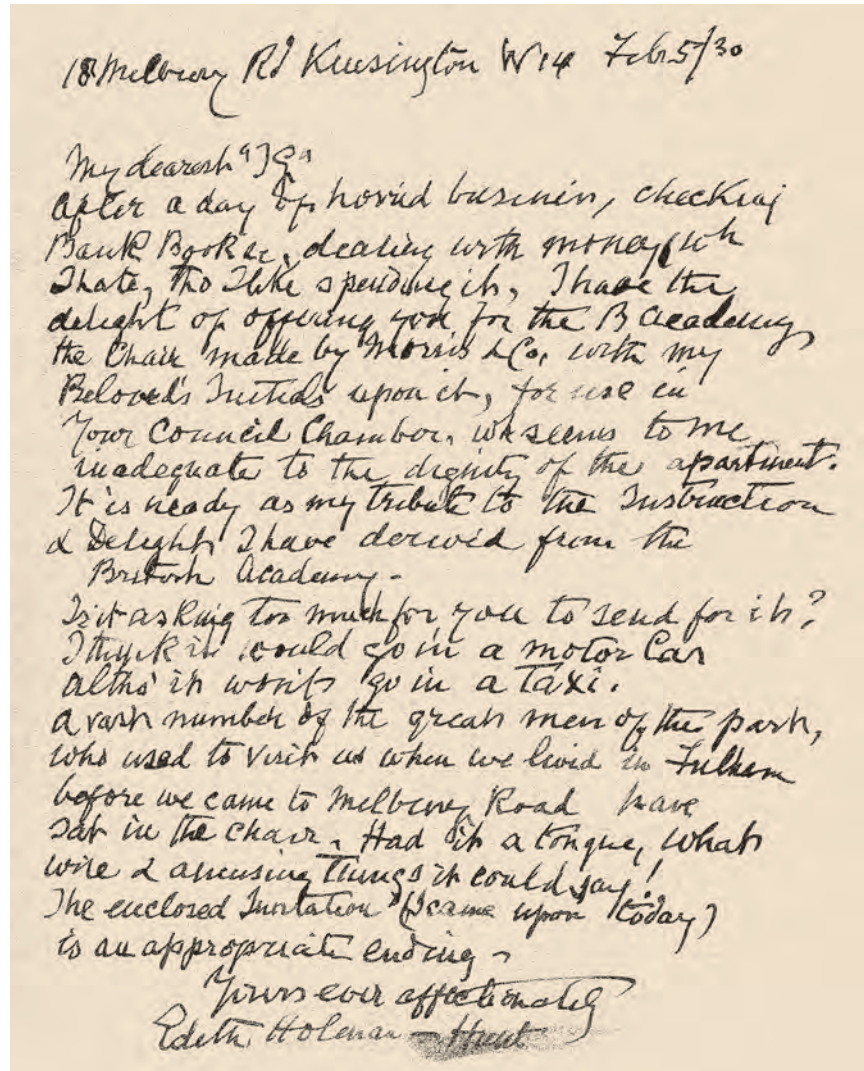 18 Melbury Rd Kensington W14 Feb 5/30
My dearest "IG"
After a day of horrid business, checking
Bank Books &c, dealing with money (wh
I hate, tho I like spending it, I have the
delight of offering you for the B Academy,
the Chair made by Morris & Co, with my
Beloved's Initials upon it, for use in
Your Council Chamber, wh seems to me
inadequate to the dignity of the apartment.
It is ready as my tribute to the Instruction
& Delight I have derived from the
British Academy -
Is it asking too much for you to send for it?
I think it would go in a motor Car
altho' it won't go in a Taxi.
A vast number of the great men of the past,
who used to visit us when we lived in Fulham
before we came to Melbury Road have
sat in the chair. Had it a tongue, what
wise & amusing things it could say!
The enclosed Invitation (I came upon today)
is an appropriate ending -
Yours ever affectionately
Edith Holman - Hunt